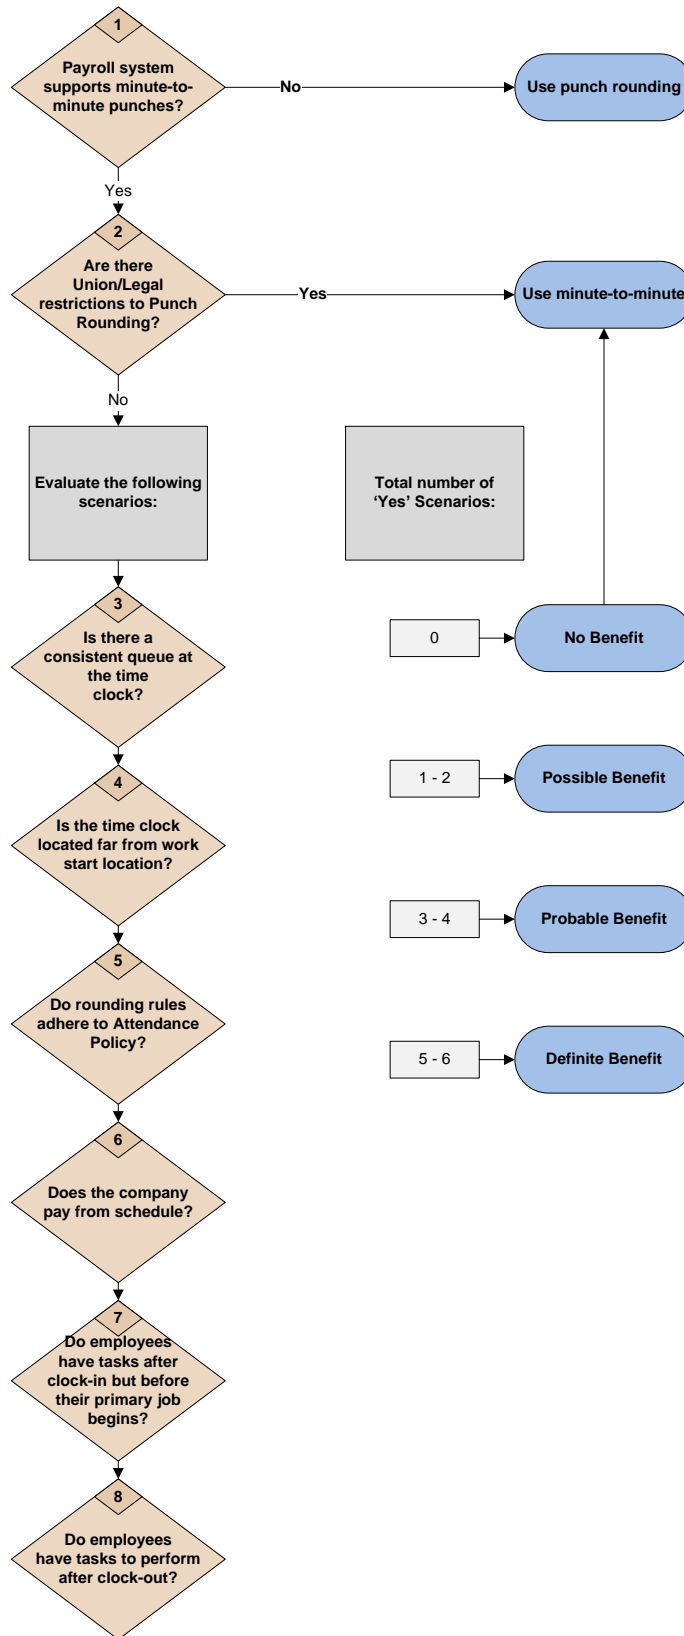 1
Payroll system
supports minute-to-
minute punches?
No
Use punch rounding
Yes
2
Are there
Union/Legal
restrictions to Punch
Rounding?
Yes
Use minute-to-minute
No
Evaluate the following
scenarios:
Total number of
‘Yes’ Scenarios:
3
Is there a
consistent queue at
the time
clock?
0
No Benefit
4
Is the time clock
located far from work
start location?
1 - 2
Possible Benefit
5
Do rounding rules
adhere to Attendance
Policy?
3 - 4
Probable Benefit
5 - 6
Definite Benefit
6
Does the company
pay from schedule?
7
Do employees
have tasks after
clock-in but before
their primary job
begins?
8
Do employees
have tasks to perform
after clock-out?